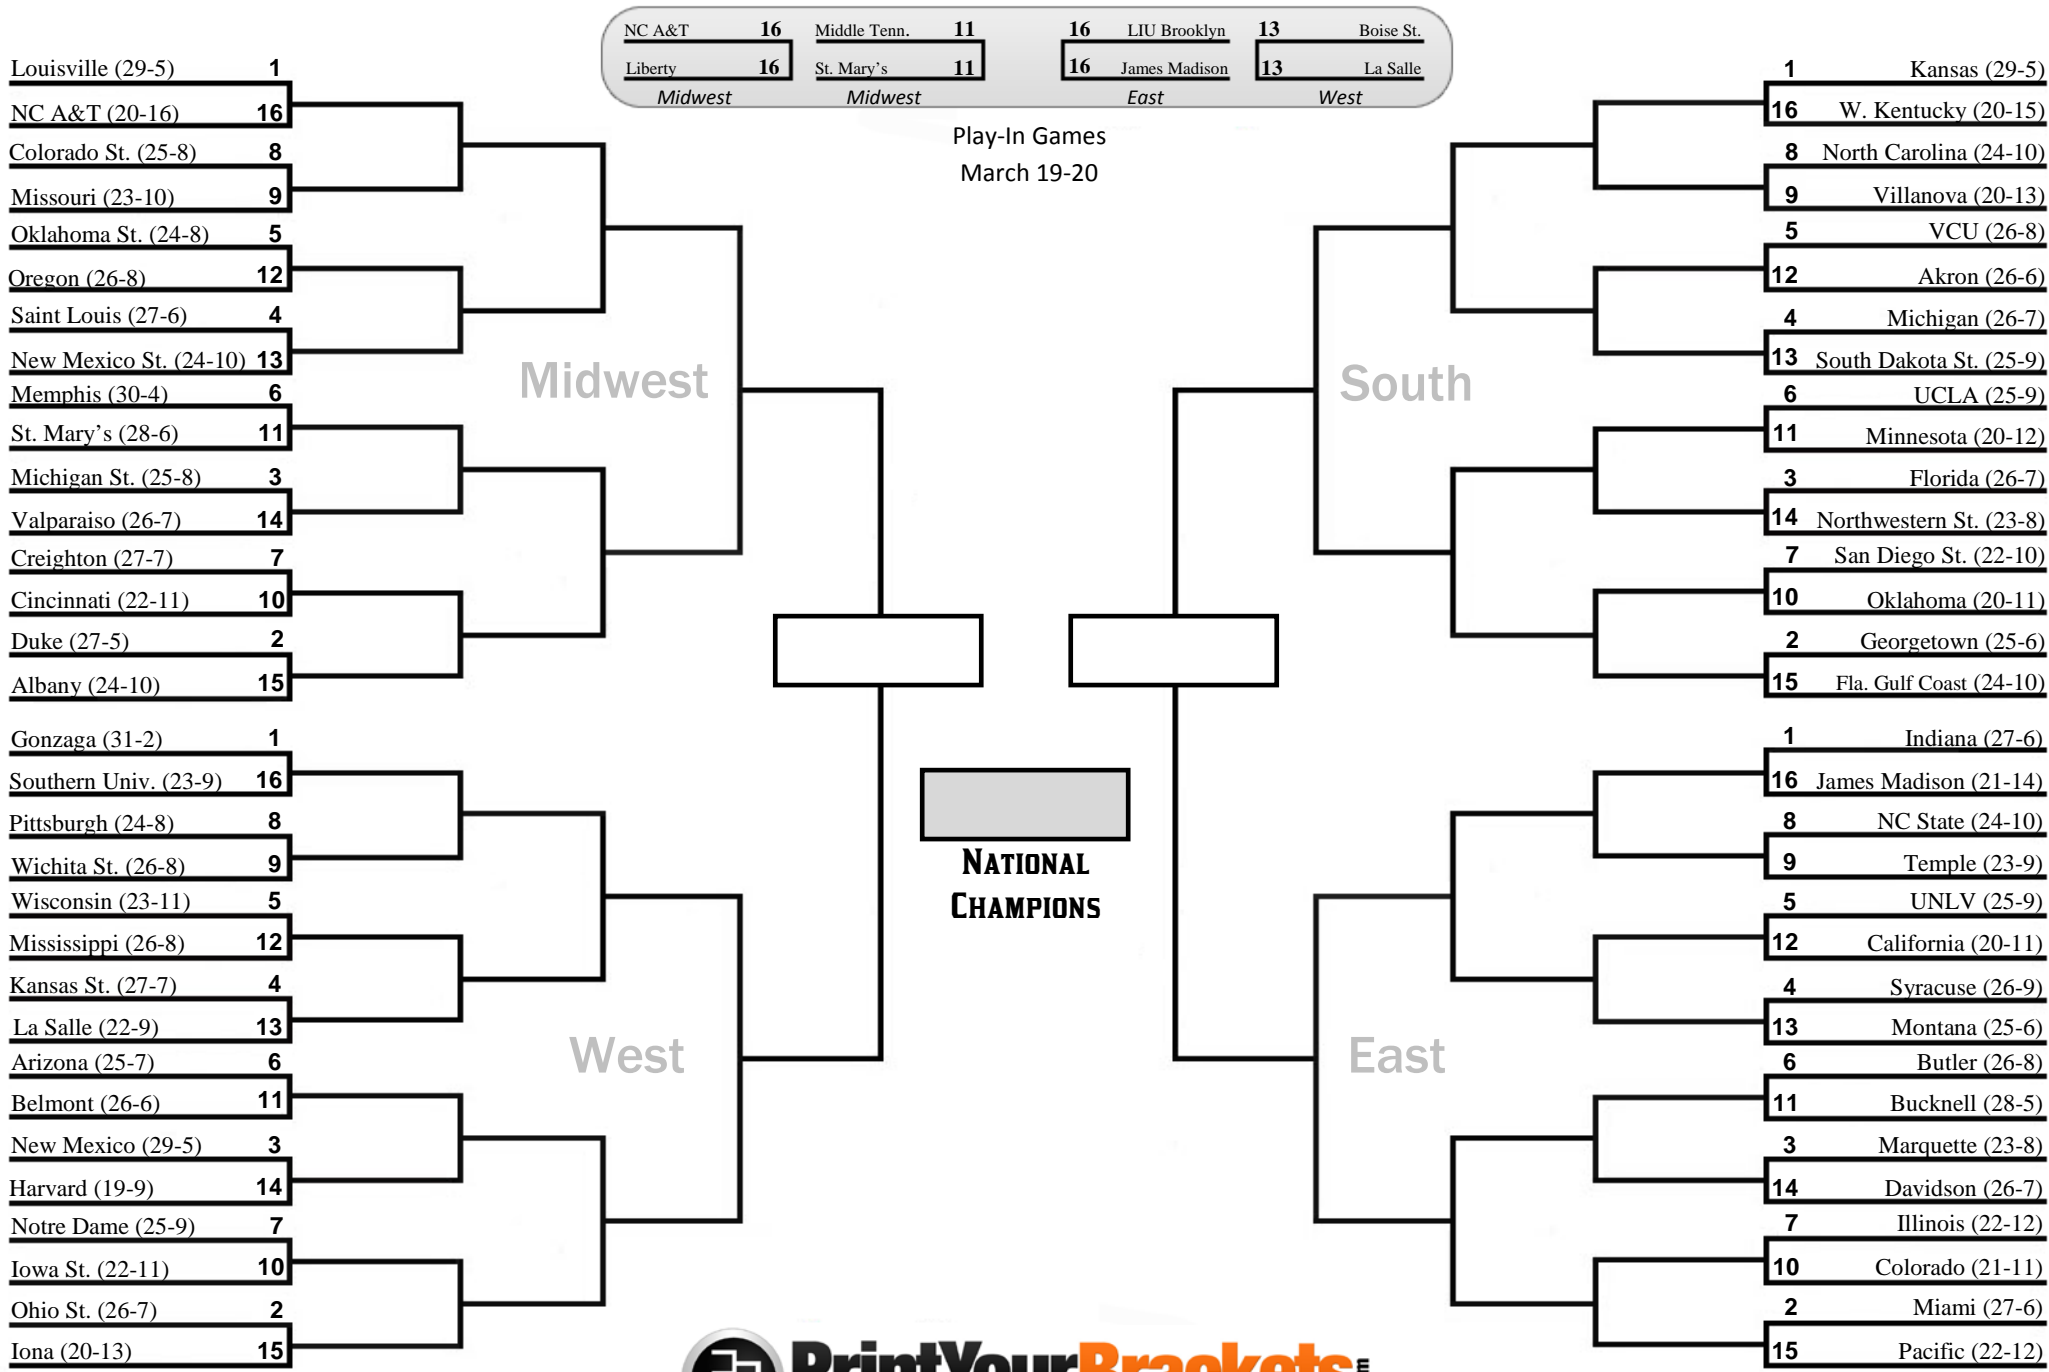 NC A&T 16
Liberty 16
Midwest
Middle Tenn. 11
St. Mary's 11
Midwest
16 LIU Brooklyn
16 James Madison
East
13 Boise St.
13 La Salle
West
Play-In Games
March 19-20
Louisville (29-5) 1
NC A&T (20-16) 16
Colorado St. (25-8) 8
Missouri (23-10) 9
Oklahoma St. (24-8) 5
Oregon (26-8) 12
Saint Louis (27-6) 4
New Mexico St. (24-10) 13
Memphis (30-4) 6
St. Mary's (28-6) 11
Michigan St. (25-8) 3
Valparaiso (26-7) 14
Creighton (27-7) 7
Cincinnati (22-11) 10
Duke (27-5) 2
Albany (24-10) 15
Midwest
Gonzaga (31-2) 1
Southern Univ. (23-9) 16
Pittsburgh (24-8) 8
Wichita St. (26-8) 9
Wisconsin (23-11) 5
Mississippi (26-8) 12
Kansas St. (27-7) 4
La Salle (22-9) 13
Arizona (25-7) 6
Belmont (26-6) 11
New Mexico (29-5) 3
Harvard (19-9) 14
Notre Dame (25-9) 7
Iowa St. (22-11) 10
Ohio St. (26-7) 2
Iona (20-13) 15
West
NATIONAL
CHAMPIONS
1 Kansas (29-5)
16 W. Kentucky (20-15)
8 North Carolina (24-10)
9 Villanova (20-13)
5 VCU (26-8)
12 Akron (26-6)
4 Michigan (26-7)
13 South Dakota St. (25-9)
6 UCLA (25-9)
11 Minnesota (20-12)
3 Florida (26-7)
14 Northwestern St. (23-8)
7 San Diego St. (22-10)
10 Oklahoma (20-11)
2 Georgetown (25-6)
15 Fla. Gulf Coast (24-10)
South
1 Indiana (27-6)
16 James Madison (21-14)
8 NC State (24-10)
9 Temple (23-9)
5 UNLV (25-9)
12 California (20-11)
4 Syracuse (26-9)
13 Montana (25-6)
6 Butler (26-8)
11 Bucknell (28-5)
3 Marquette (23-8)
14 Davidson (26-7)
7 Illinois (22-12)
10 Colorado (21-11)
2 Miami (27-6)
15 Pacific (22-12)
East
PrintYourBrackets